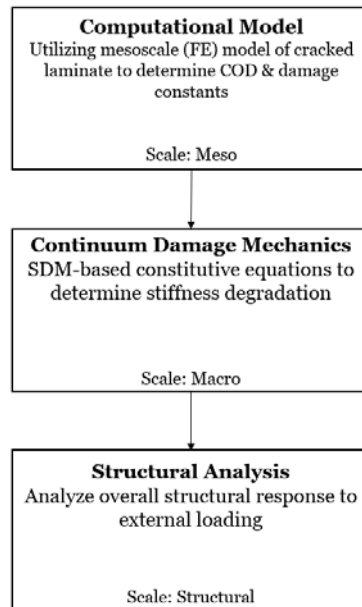 Computational Model
Utilizing mesoscale (FE) model of cracked
laminate to determine COD & damage
constants
Scale: Meso
Continuum Damage Mechanics
SDM-based constitutive equations to
determine stiffness degradation
Scale: Macro
Structural Analysis
Analyze overall structural response to
external loading
Scale: Structural